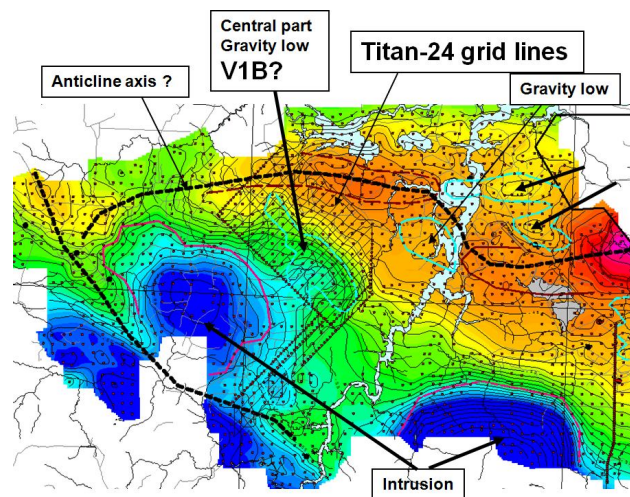 Central part
Gravity low
V1B?
Titan-24 grid lines
Anticline axis ?
Gravity low
Intrusion